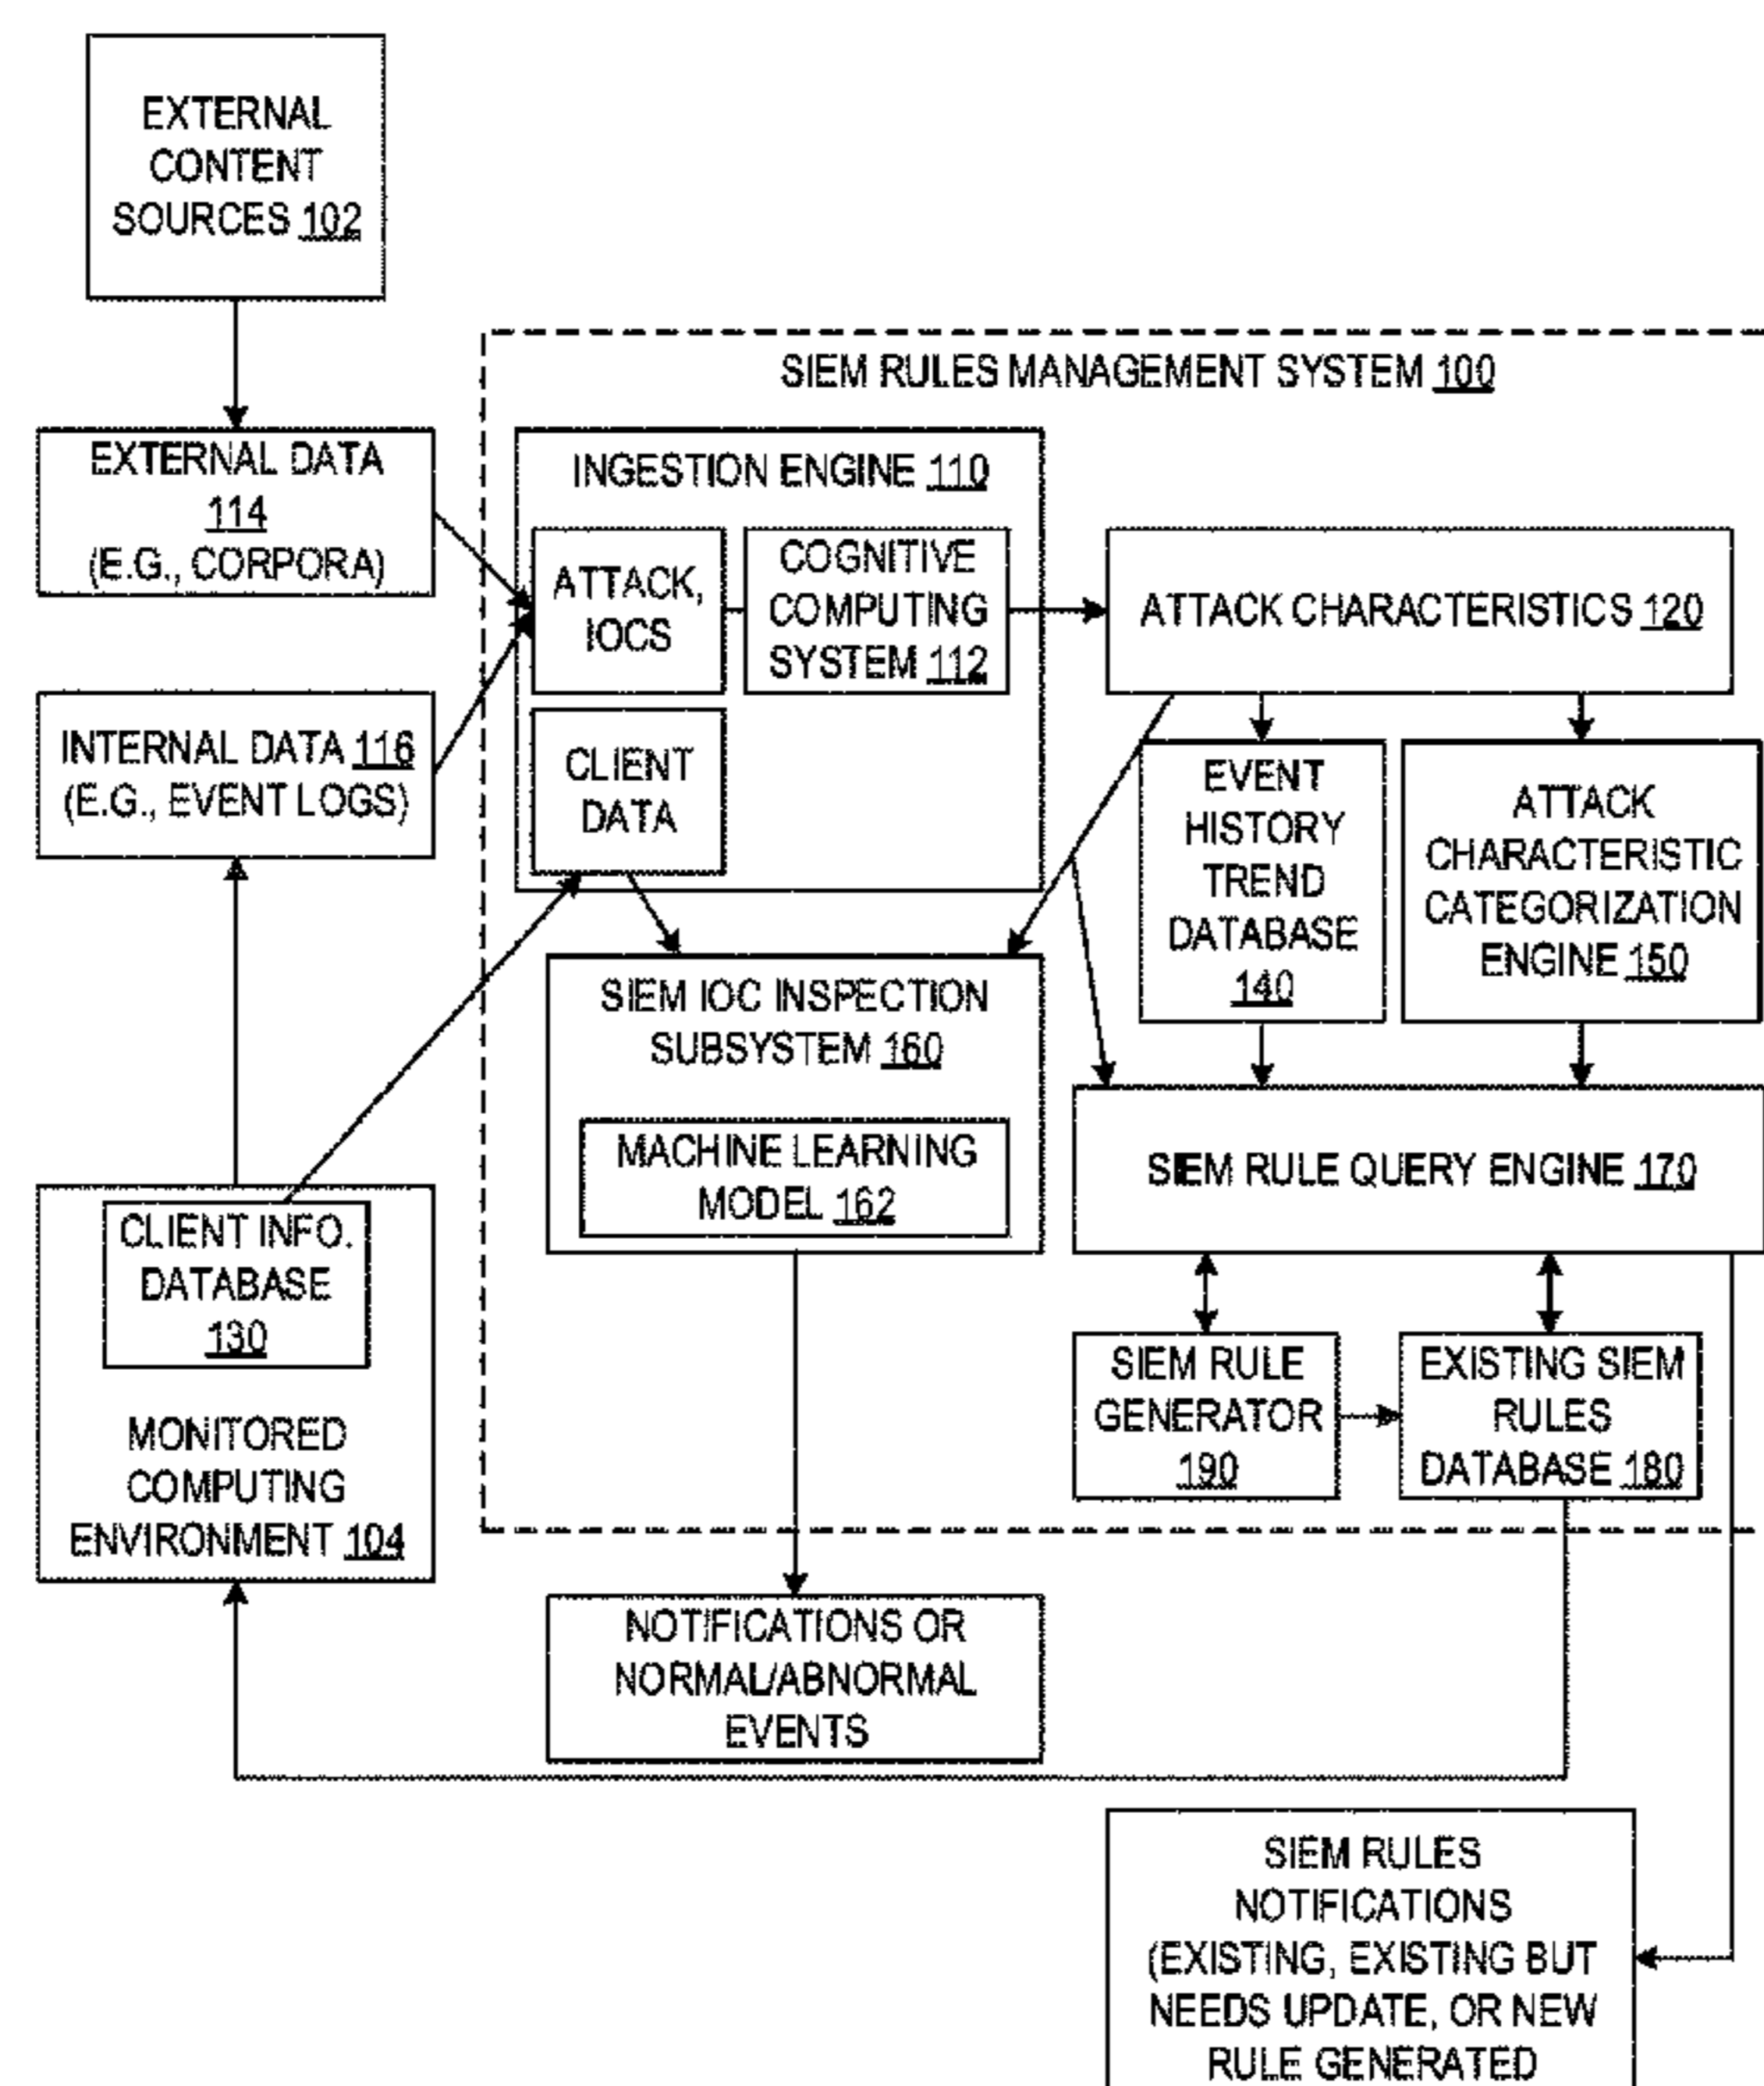 EXTERNAL
CONTENT
SOURCES 102
SIEM RULES MANAGEMENT SYSTEM 100
EXTERNAL DATA
114
(E.G., CORPORA)
INGESTION ENGINE 110
ATTACK,
IOCS
COGNITIVE
COMPUTING
SYSTEM 112
ATTACK CHARACTERISTICS 120
INTERNAL DATA 116
(E.G., EVENT LOGS)
CLIENT
DATA
EVENT
HISTORY
TREND
DATABASE
140
ATTACK
CHARACTERISTIC
CATEGORIZATION
ENGINE 150
SIEM IOC INSPECTION
SUBSYSTEM 160
MACHINE LEARNING
MODEL 162
SIEM RULE QUERY ENGINE 170
CLIENT INFO.
DATABASE
130
MONITORED
COMPUTING
ENVIRONMENT 104
SIEM RULE
GENERATOR
190
EXISTING SIEM
RULES
DATABASE 180
NOTIFICATIONS OR
NORMAL/ABNORMAL
EVENTS
SIEM RULES
NOTIFICATIONS
(EXISTING, EXISTING BUT
NEEDS UPDATE, OR NEW
RULE GENERATED